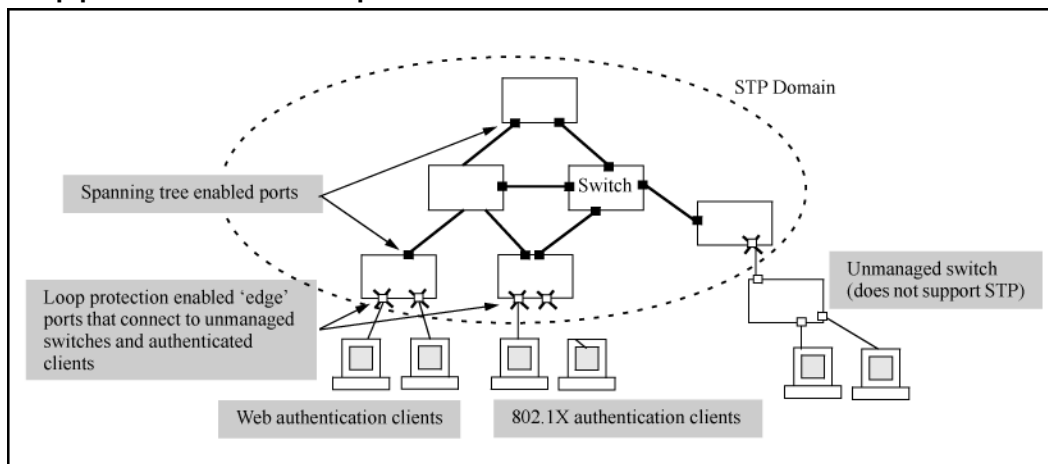 STP Domain
Switch
Spanning tree enabled ports
Loop protection enabled ‘edge’
ports that connect to unmanaged
switches and authenticated
clients
Unmanaged switch
(does not support STP)
Web authentication clients
802.1X authentication clients